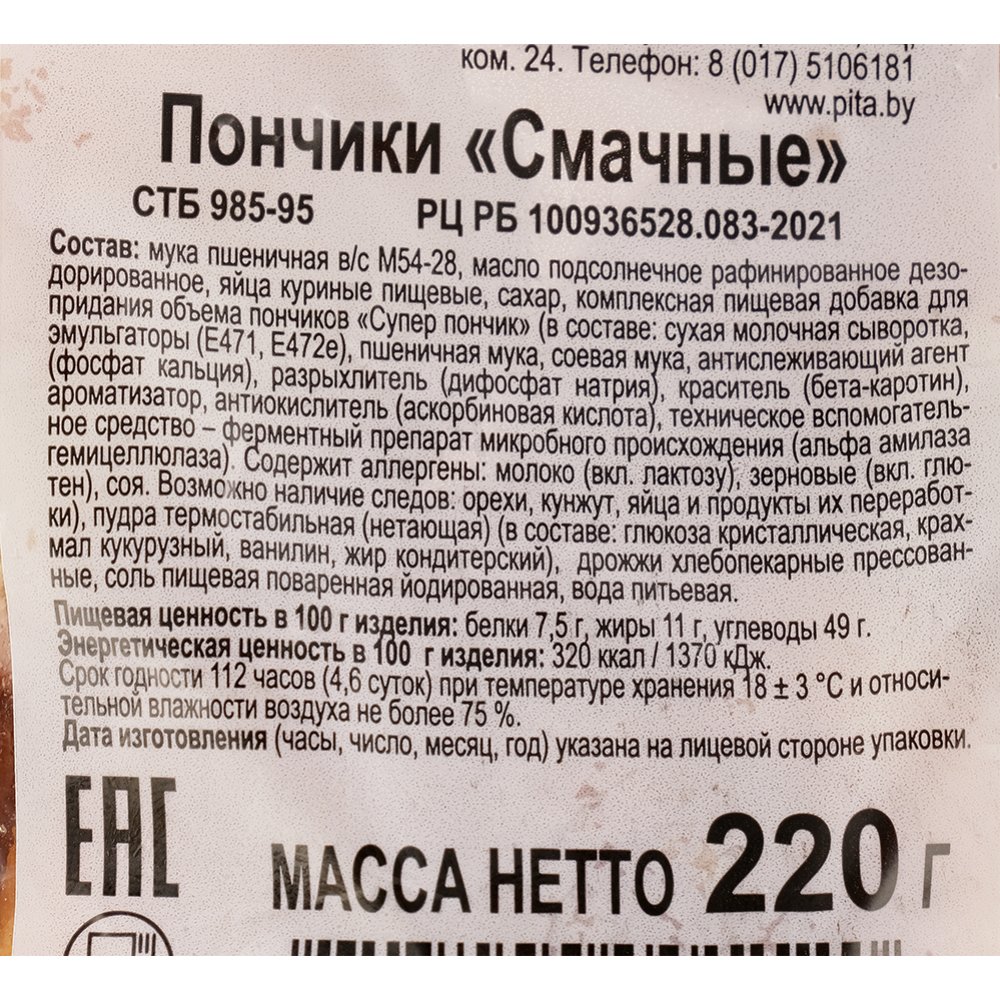 ком. 24. Телефон: 8 (017) 5106181
www.pita.by
Пончики «Смачные»
СТБ 985-95 РЦ РБ 100936528.083-2021
Состав: мука пшеничная в/с М54-28, масло подсолнечное рафинированное дезо-
дорированное, яйца куриные пищевые, сахар, комплексная пищевая добавка для
придания объема пончиков «Супер пончик» (в составе: сухая молочная сыворотка,
эмульгаторы (Е471, Е472е), пшеничная мука, соевая мука, антислеживающий агент
(фосфат кальция), разрыхлитель (дифосфат натрия), краситель (бета-каротин),
ароматизатор, антиокислитель (аскорбиновая кислота), техническое вспомогатель-
ное средство – ферментный препарат микробного происхождения (альфа амилаза
гемицеллюлаза). Содержит аллергены: молоко (вкл. лактозу), зерновые (вкл. глю-
тен), соя. Возможно наличие следов: орехи, кунжут, яйца и продукты их переработ-
ки), пудра термостабильная (нетающая) (в составе: глюкоза кристаллическая, крах-
мал кукурузный, ванилин, жир кондитерский), дрожжи хлебопекарные прессован-
ные, соль пищевая поваренная йодированная, вода питьевая.
Пищевая ценность в 100 г изделия: белки 7,5 г, жиры 11 г, углеводы 49 г.
Энергетическая ценность в 100 г изделия: 320 ккал / 1370 кДж.
Срок годности 112 часов (4,6 суток) при температуре хранения 18 ± 3 °С и относи-
тельной влажности воздуха не более 75 %.
Дата изготовления (часы, число, месяц, год) указана на лицевой стороне упаковки.
ЕАС
МАССА НЕТТО 220 г